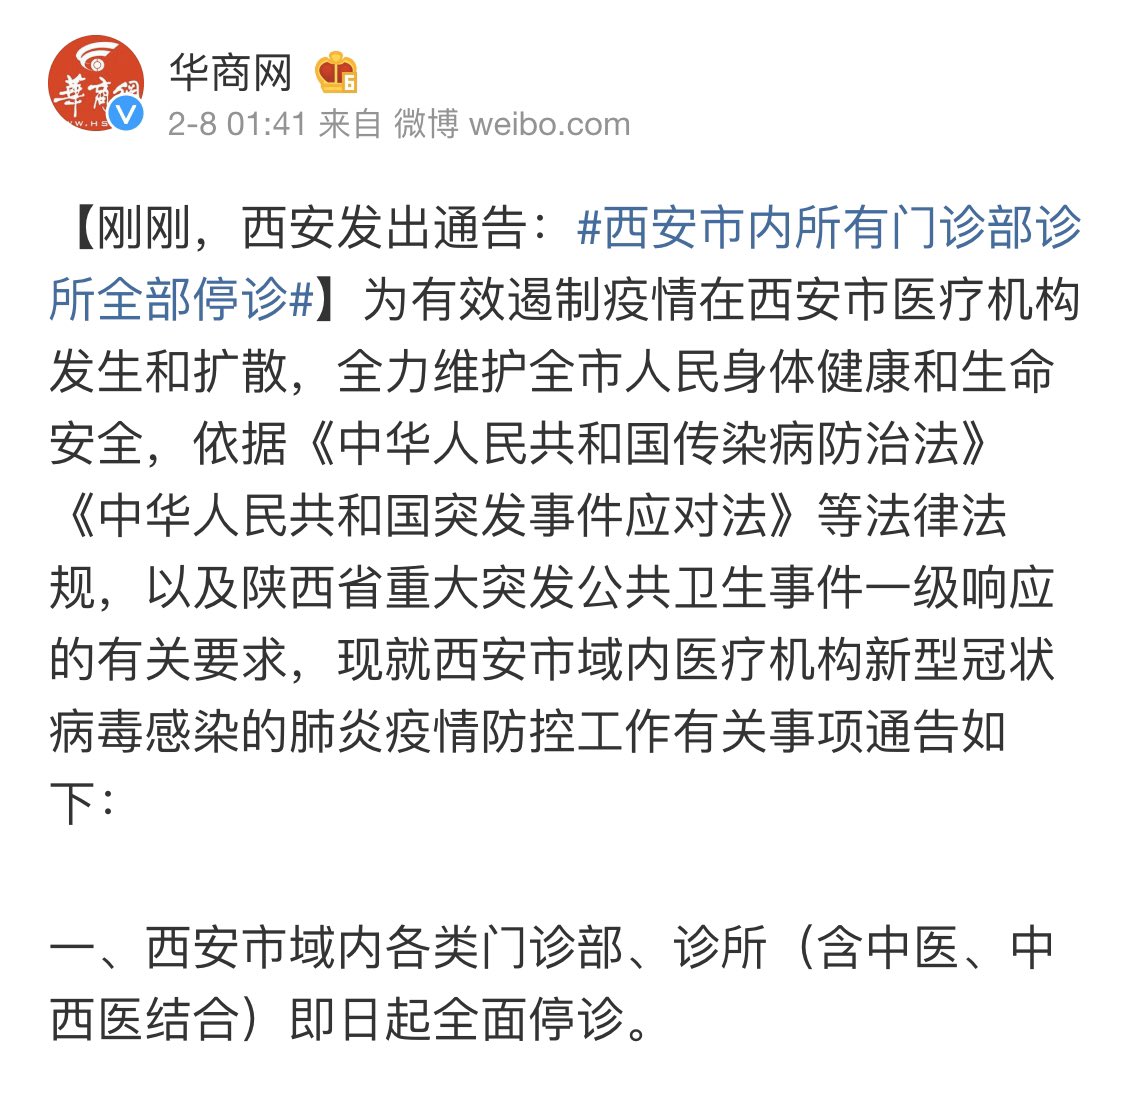 华商网
2-8 01:41 来自 微博 weibo.com
【刚刚，西安发出通告：#西安市内所有门诊部诊
所全部停诊#】为有效遏制疫情在西安市医疗机构
发生和扩散，全力维护全市人民身体健康和生命
安全，依据《中华人民共和国传染病防治法》
《中华人民共和国突发事件应对法》等法律法
规，以及陕西省重大突发公共卫生事件一级响应
的有关要求，现就西安市域内医疗机构新型冠状
病毒感染的肺炎疫情防控工作有关事项通告如
下：
一、西安市域内各类门诊部、诊所（含中医、中
西医结合）即日起全面停诊。